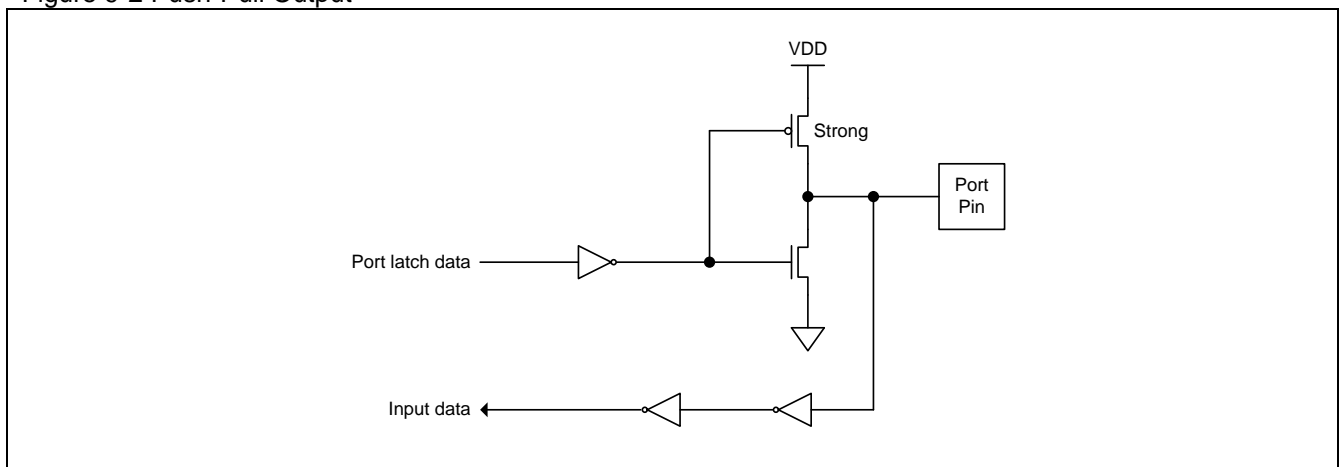 VDD
Strong
Port
Pin
Port latch data
Input data